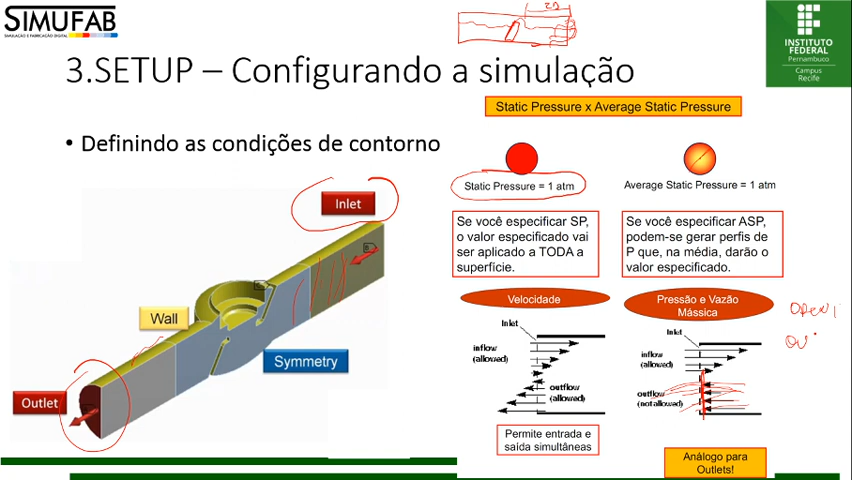 SIMUFAB
SIMULAÇÃO E FABRICAÇÃO DIGITAL
INSTITUTO
FEDERAL
Pernambuco
Campus
Recife
3.SETUP – Configurando a simulação
Static Pressure x Average Static Pressure
• Definindo as condições de contorno
Static Pressure = 1 atm
Average Static Pressure = 1 atm
Inlet
Wall
Symmetry
Outlet
Se você especificar SP,
o valor especificado vai
ser aplicado a TODA a
superfície.
Se você especificar ASP,
podem-se gerar perfis de
P que, na média, darão o
valor especificado.
Velocidade
Pressão e Vazão
Mássica
Inlet
inflow
(allowed)
outflow
(allowed)
Inlet
inflow
(allowed)
outflow
(not allowed)
Permite entrada e
saída simultâneas
Análogo para
Outlets!